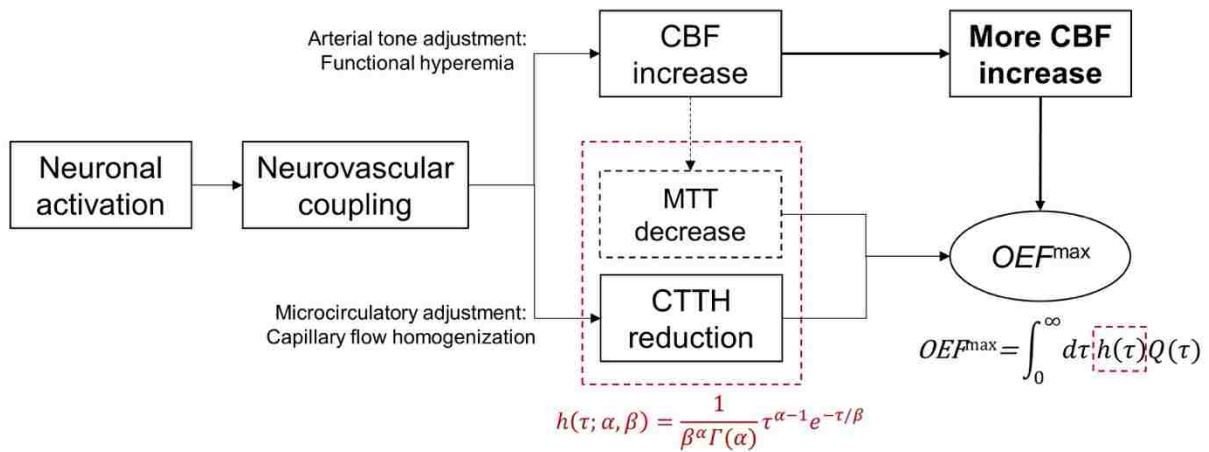 Arterial tone adjustment:
Functional hyperemia
CBF
increase
More CBF
increase
Neuronal
activation
Neurovascular
coupling
MTT
decrease
OEF^max
Microcirculatory adjustment:
Capillary flow homogenization
CTTH
reduction
OEF^max = ∫_0^∞ dτ h(τ) Q(τ)
h(τ; α, β) = \frac{1}{β^α Γ(α)} τ^{α−1} e^{−τ/β}